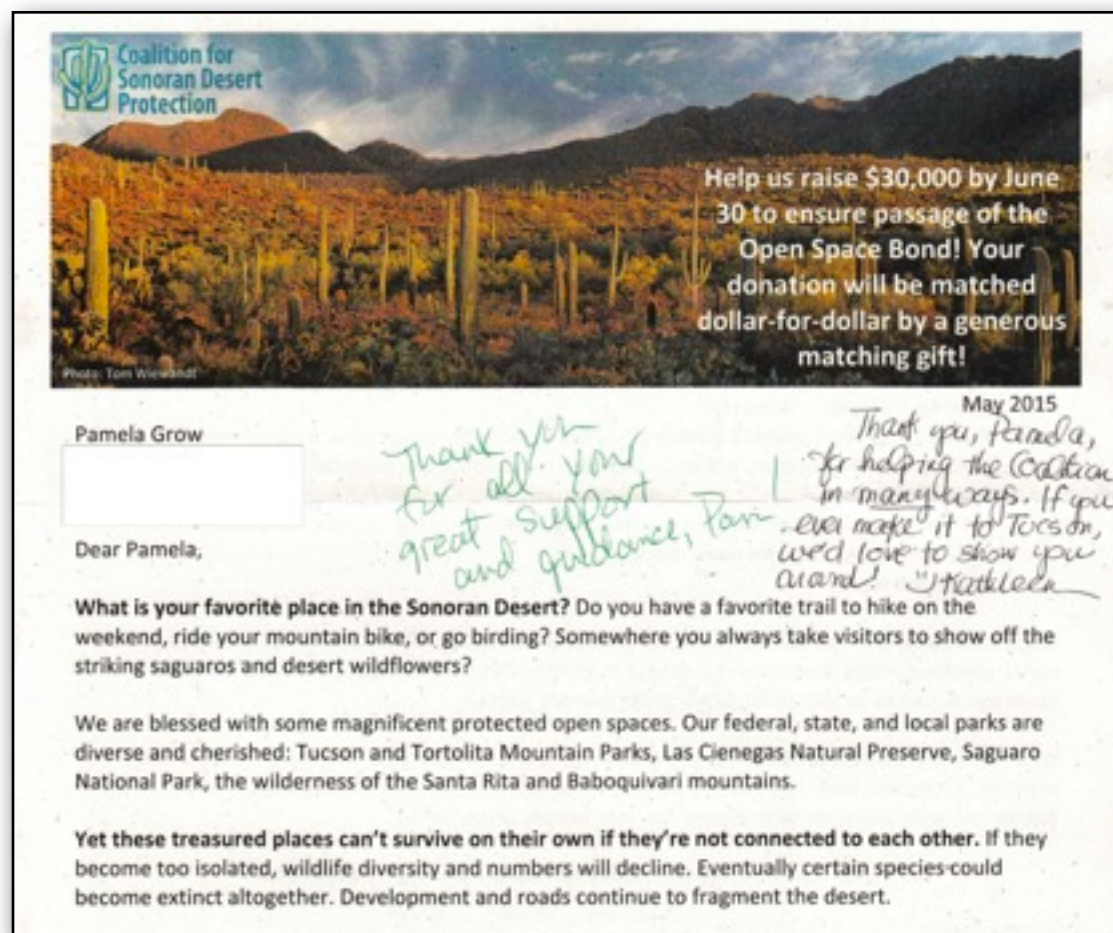 Coalition for
Sonoran Desert
Protection
Help us raise $30,000 by June
30 to ensure passage of the
Open Space Bond! Your
donation will be matched
dollar-for-dollar by a generous
matching gift!
Photo: Tom Wiewandt
May 2015
Pamela Grow
Thank you
for all your
great support
and guidance, Pam!
Thank you, Pamela,
for helping the Coalition
in many ways. If you
ever make it to Tucson,
we'd love to show you
around! Kathleen
Dear Pamela,
What is your favorite place in the Sonoran Desert? Do you have a favorite trail to hike on the
weekend, ride your mountain bike, or go birding? Somewhere you always take visitors to show off the
striking saguaros and desert wildflowers?
We are blessed with some magnificent protected open spaces. Our federal, state, and local parks are
diverse and cherished: Tucson and Tortolita Mountain Parks, Las Cienegas Natural Preserve, Saguaro
National Park, the wilderness of the Santa Rita and Baboquivari mountains.
Yet these treasured places can't survive on their own if they're not connected to each other. If they
become too isolated, wildlife diversity and numbers will decline. Eventually certain species could
become extinct altogether. Development and roads continue to fragment the desert.